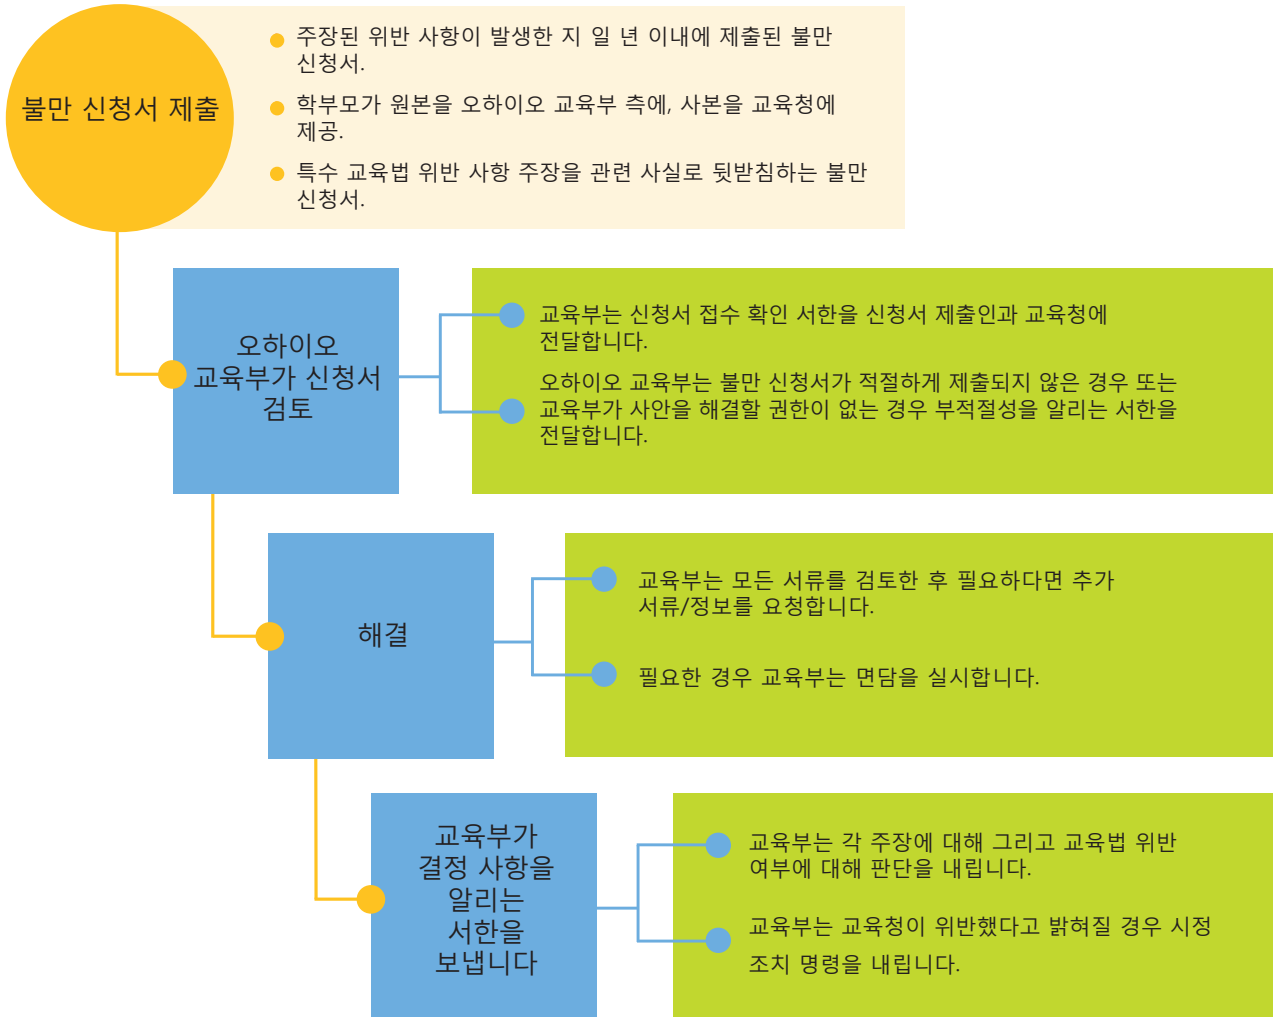 불만 신청서 제출
주장된 위반 사항이 발생한 지 일 년 이내에 제출된 불만
신청서.
학부모가 원본을 오하이오 교육부 측에, 사본을 교육청에
제공.
특수 교육법 위반 사항 주장을 관련 사실로 뒷받침하는 불만
신청서.
오하이오
교육부가 신청서
검토
교육부는 신청서 접수 확인 서한을 신청서 제출인과 교육청에
전달합니다.
오하이오 교육부는 불만 신청서가 적절하게 제출되지 않은 경우 또는
교육부가 사안을 해결할 권한이 없는 경우 부적절성을 알리는 서한을
전달합니다.
해결
교육부는 모든 서류를 검토한 후 필요하다면 추가
서류/정보를 요청합니다.
필요한 경우 교육부는 면담을 실시합니다.
교육부가
결정 사항을
알리는
서한을
보냅니다
교육부는 각 주장에 대해 그리고 교육법 위반
여부에 대해 판단을 내립니다.
교육부는 교육청이 위반했다고 밝혀질 경우 시정
조치 명령을 내립니다.